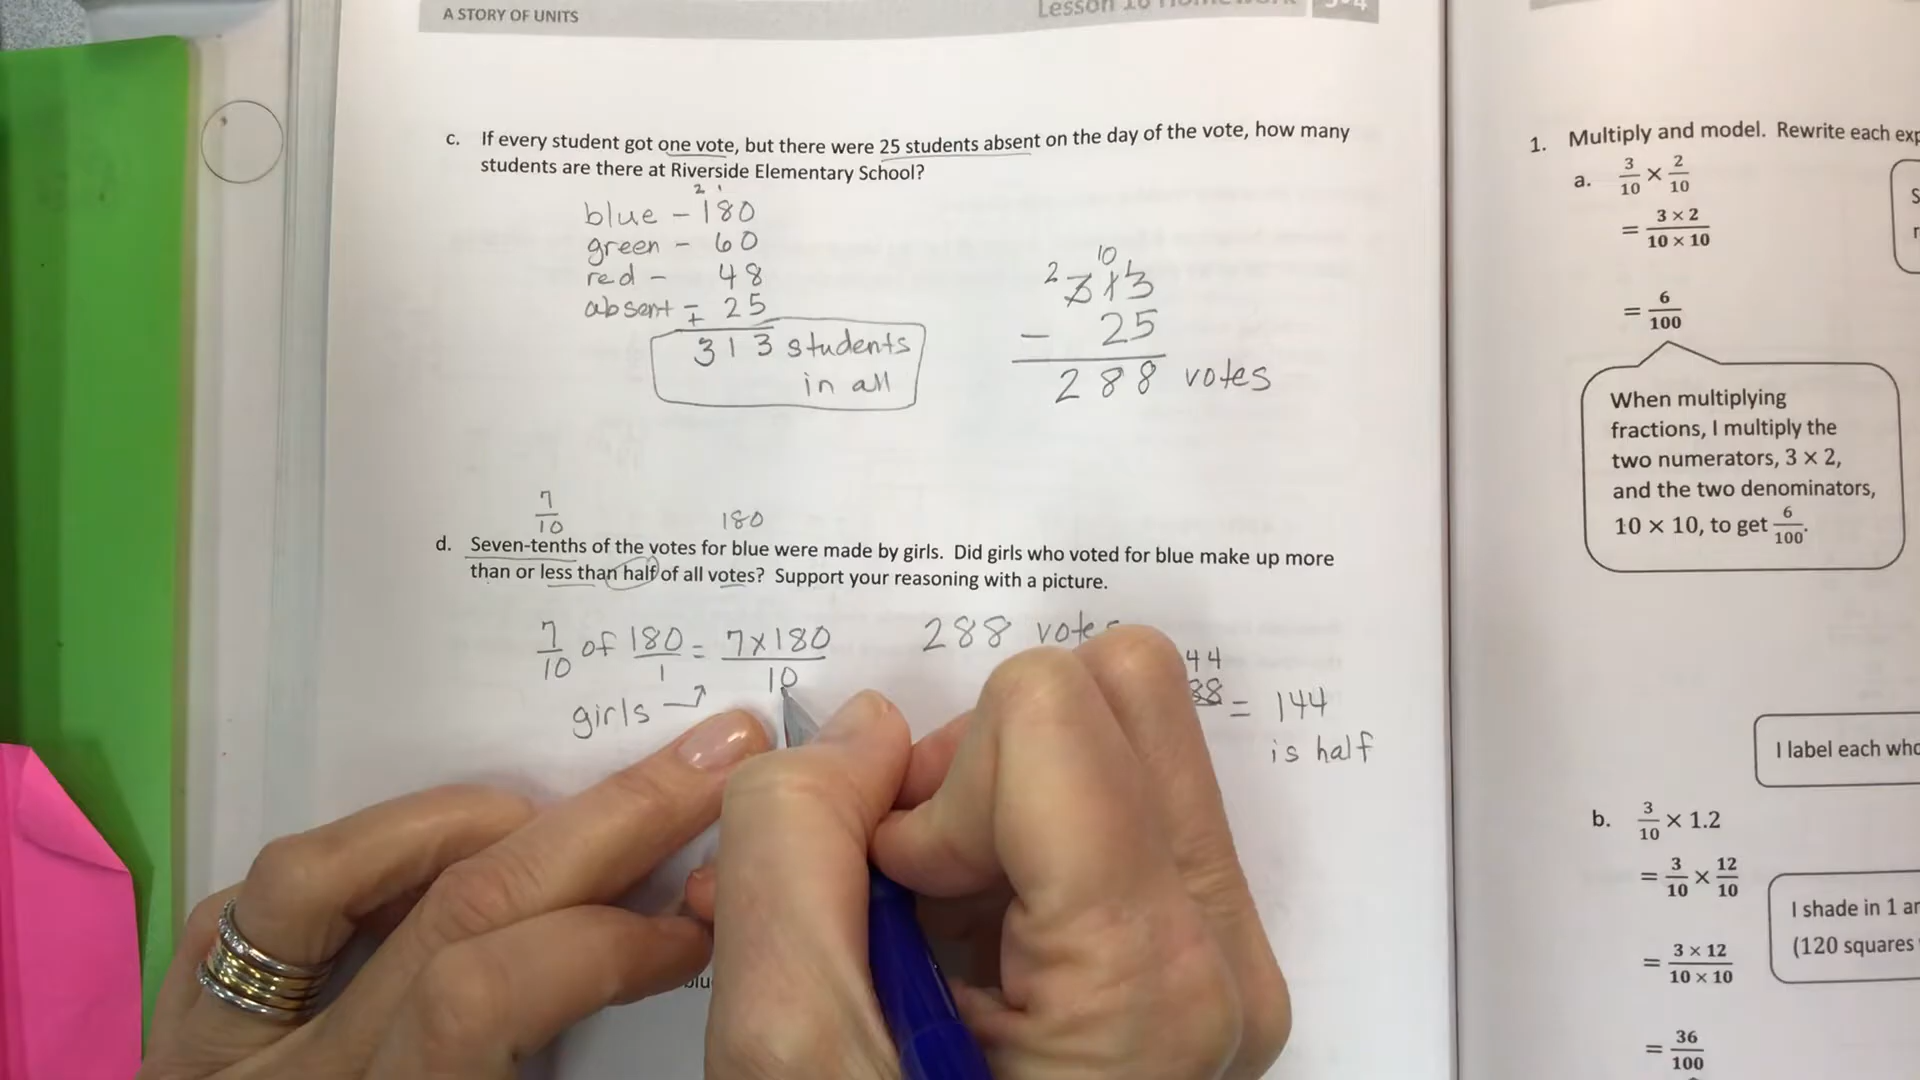 A STORY OF UNITS
Lesson 16
c. If every student got one vote, but there were 25 students absent on the day of the vote, how many
students are there at Riverside Elementary School?
2 1
blue - 180
green - 60
red - 48
absent - + 25
313 students
in all
2 10
313
- 25
288 votes
7/10
180
d. Seven-tenths of the votes for blue were made by girls. Did girls who voted for blue make up more
than or less than half of all votes? Support your reasoning with a picture.
7/10 of 180/1 = (7x180)/10
girls
288 votes
44
88 = 144
is half
1. Multiply and model. Rewrite each
a. 3/10 × 2/10
= (3 × 2)/(10 × 10)
= 6/100
When multiplying
fractions, I multiply the
two numerators, 3 × 2,
and the two denominators,
10 × 10, to get 6/100.
I label each
b. 3/10 × 1.2
= 3/10 × 12/10
= (3 × 12)/(10 × 10)
= 36/100
I shade in 1
(120 squares